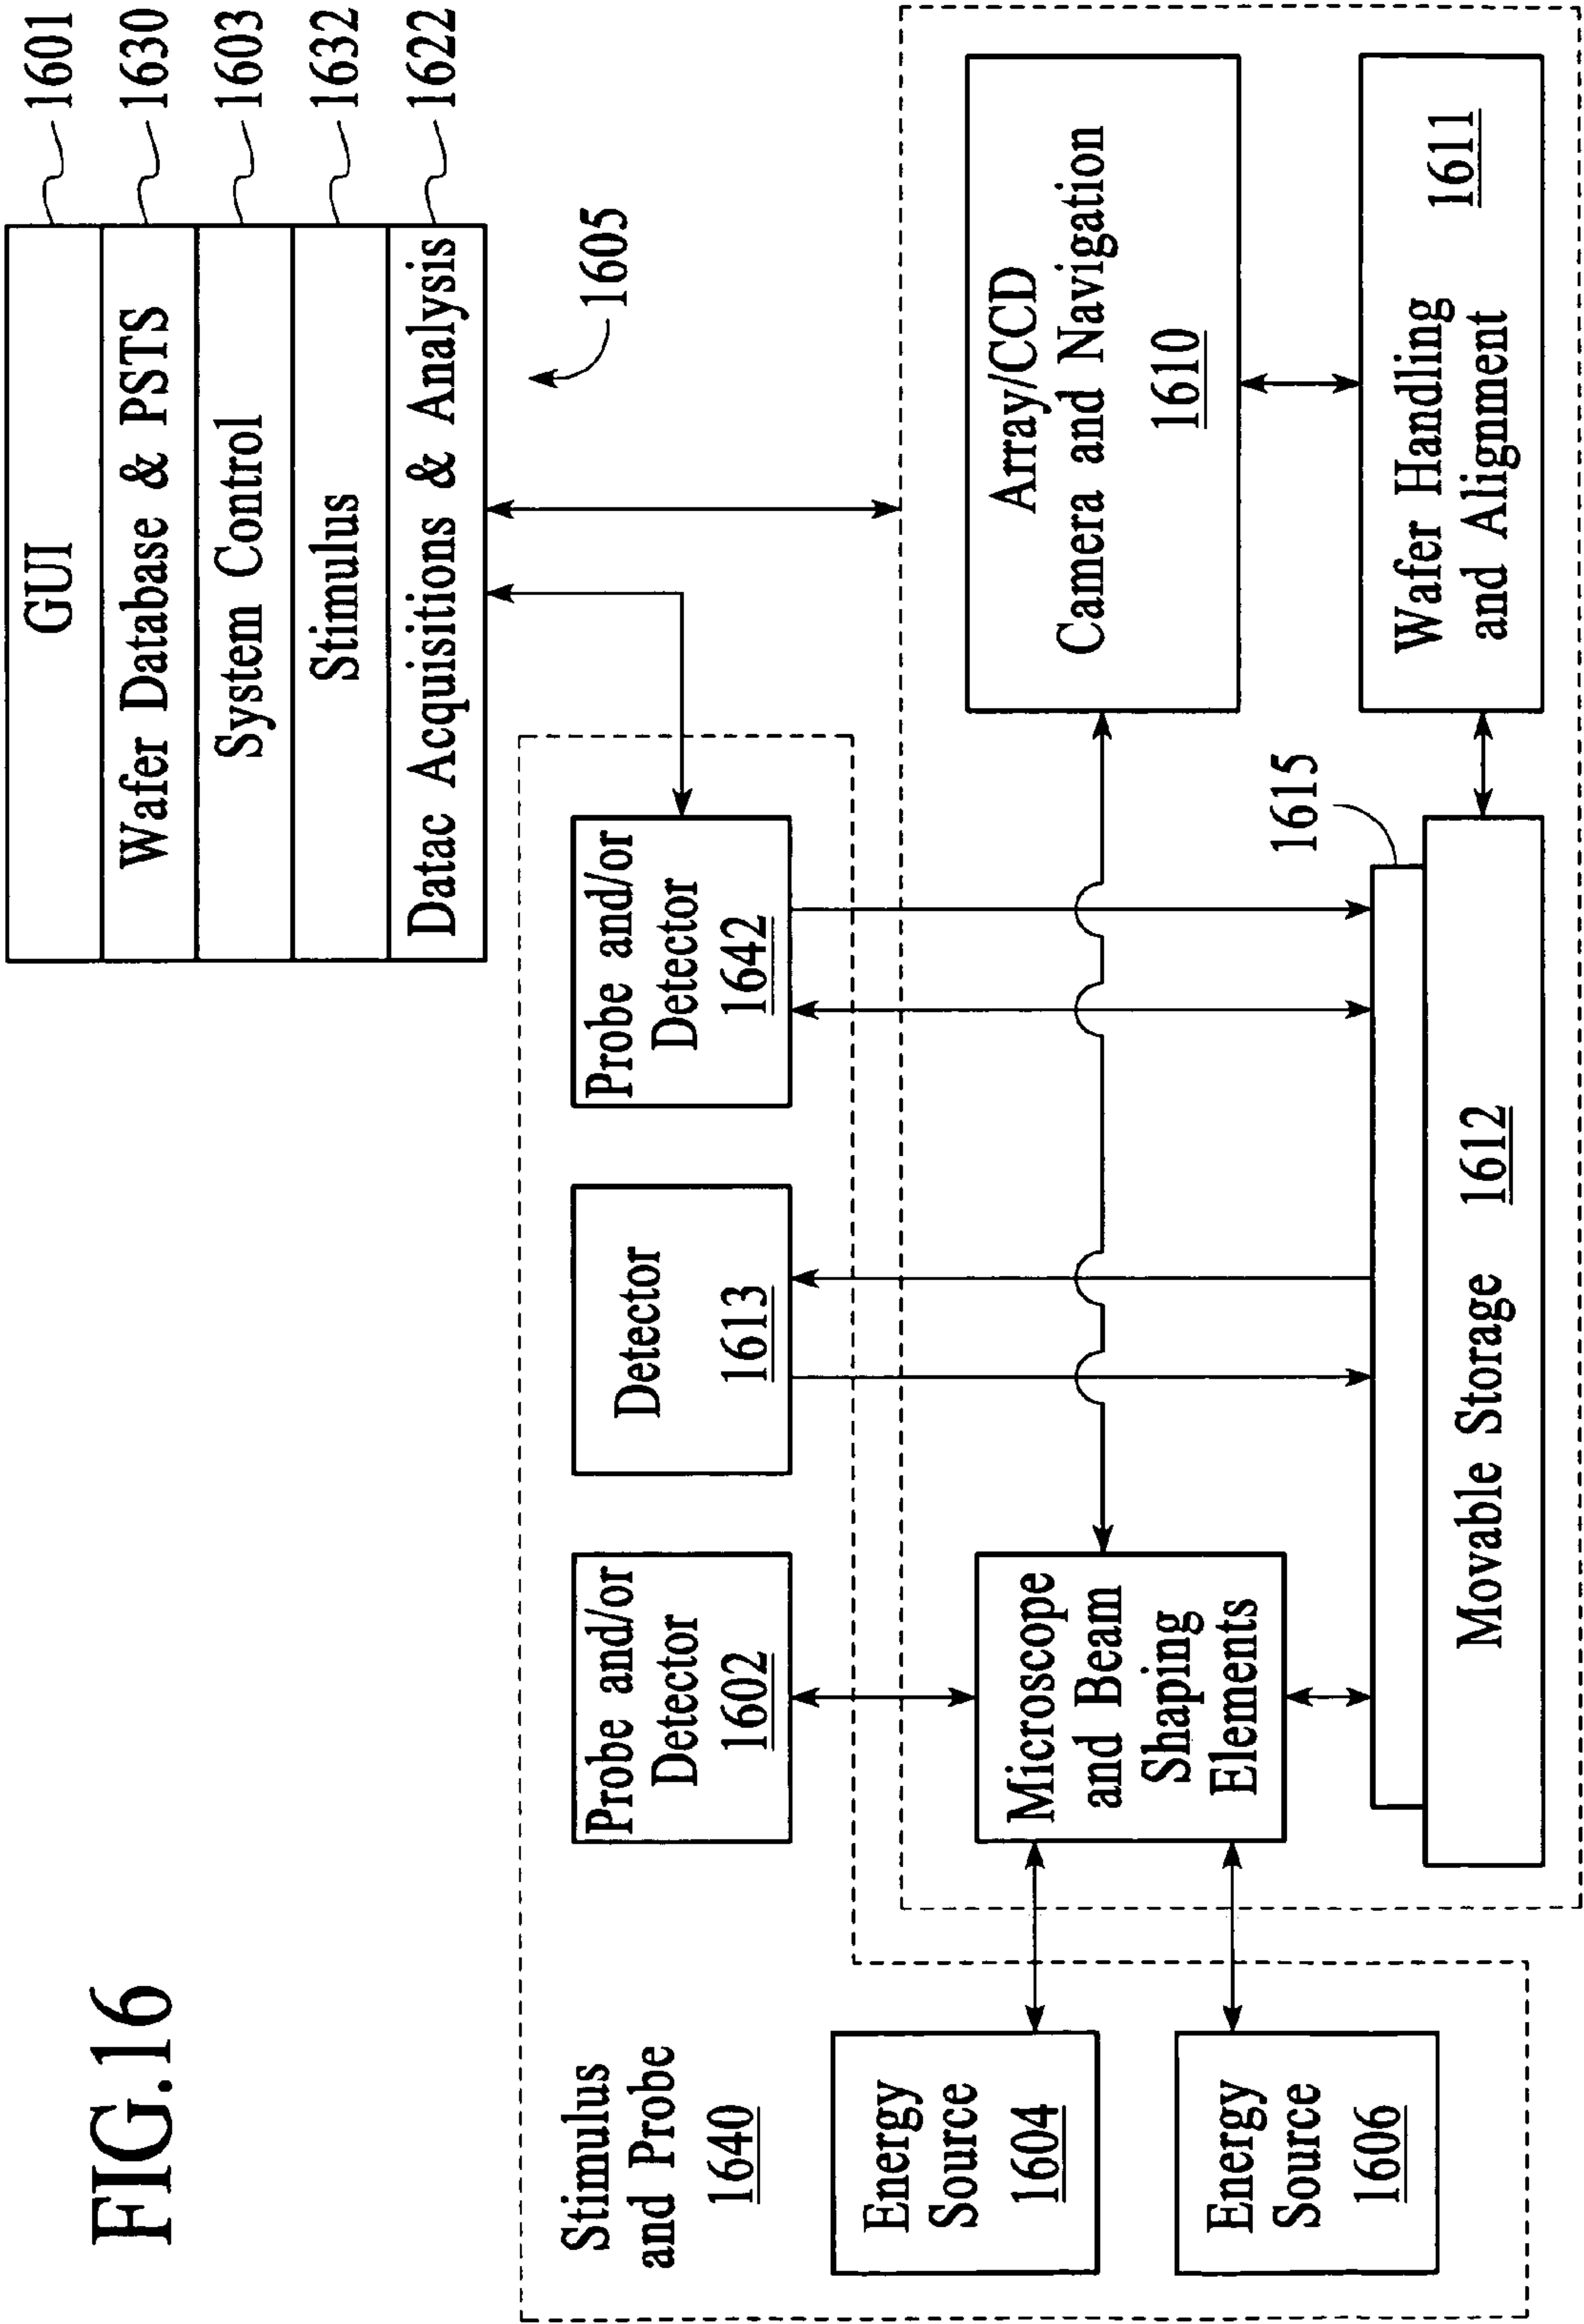 FIG.16
GUI
1601
Wafer Database & PSTS
1630
System Control
1603
Stimulus
1632
Datac Acquisitions & Analysis
1622
1605
Stimulus
and Probe
1640
Probe and/or
Detector
1602
Detector
1613
Probe and/or
Detector
1642
Energy
Source
1604
Energy
Source
1606
Microscope
and Beam
Shaping
Elements
Array/CCD
Camera and Navigation
1610
1615
Movable Storage 1612
Wafer Handling 1611
and Alignment